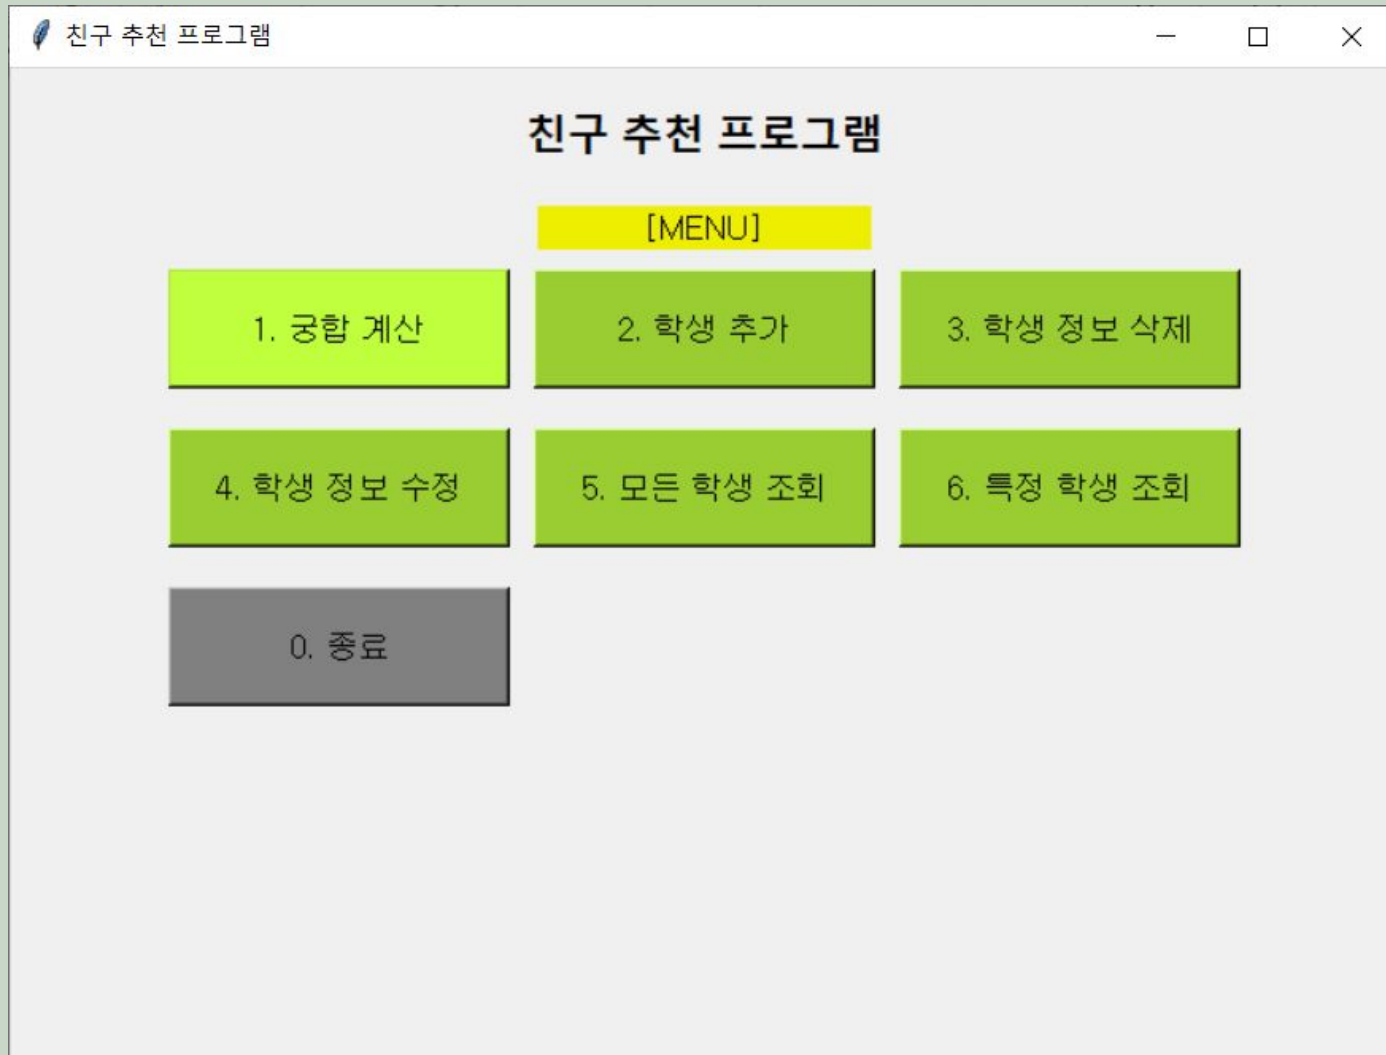 친구 추천 프로그램
친구 추천 프로그램
[MENU]
1. 궁합 계산
2. 학생 추가
3. 학생 정보 삭제
4. 학생 정보 수정
5. 모든 학생 조회
6. 특정 학생 조회
0. 종료